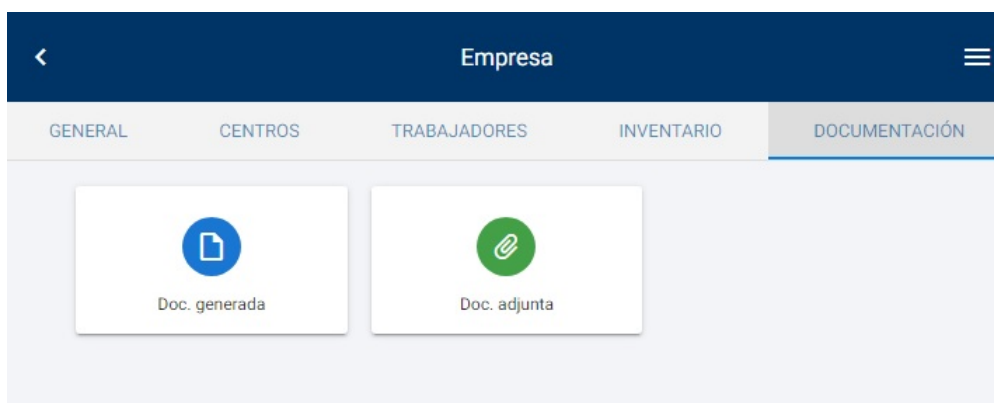 Empresa
GENERAL CENTROS TRABAJADORES INVENTARIO DOCUMENTACIÓN
Doc. generada Doc. adjunta